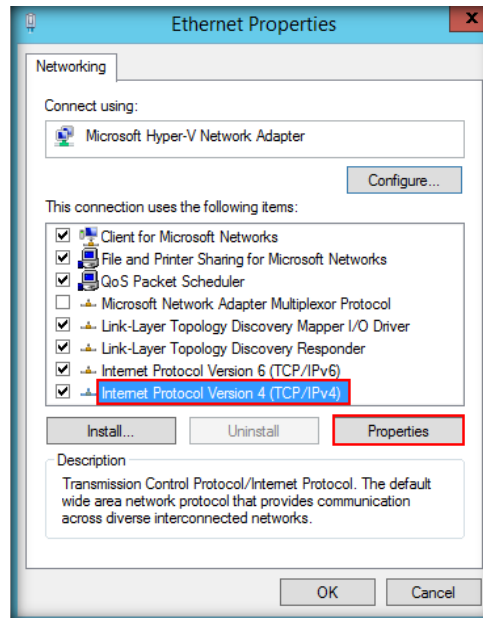 Ethernet Properties
x
Networking
Connect using:
Microsoft Hyper-V Network Adapter
Configure...
This connection uses the following items:
Client for Microsoft Networks
File and Printer Sharing for Microsoft Networks
QoS Packet Scheduler
Microsoft Network Adapter Multiplexor Protocol
Link-Layer Topology Discovery Mapper I/O Driver
Link-Layer Topology Discovery Responder
Internet Protocol Version 6 (TCP/IPv6)
Internet Protocol Version 4 (TCP/IPv4)
Install... Uninstall Properties
Description
Transmission Control Protocol/Internet Protocol. The default
wide area network protocol that provides communication
across diverse interconnected networks.
OK Cancel